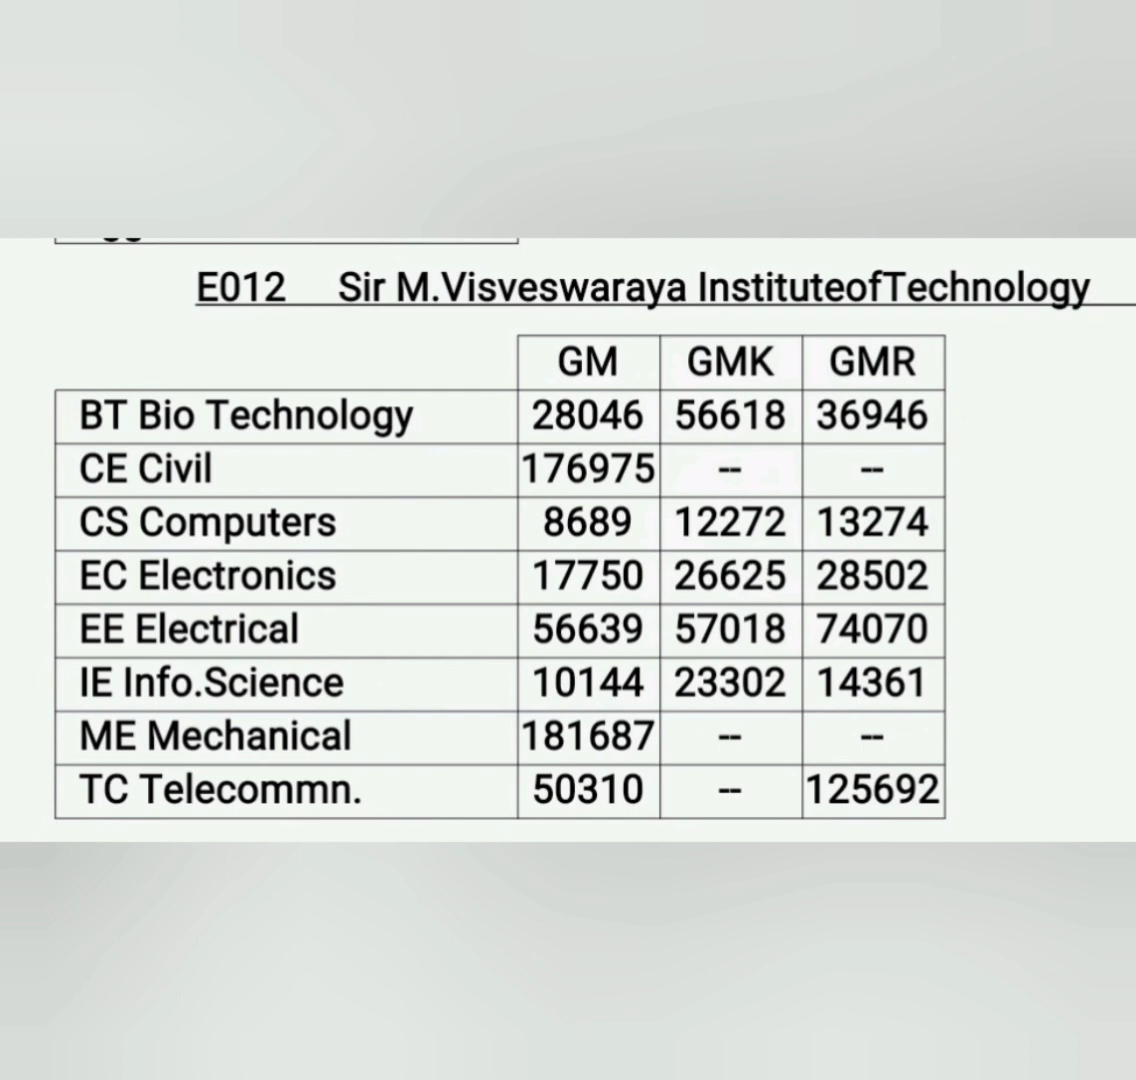 E012 Sir M.Visveswaraya InstituteofTechnology
GM GMK GMR
BT Bio Technology 28046 56618 36946
CE Civil 176975 -- --
CS Computers 8689 12272 13274
EC Electronics 17750 26625 28502
EE Electrical 56639 57018 74070
IE Info.Science 10144 23302 14361
ME Mechanical 181687 -- --
TC Telecommn. 50310 -- 125692